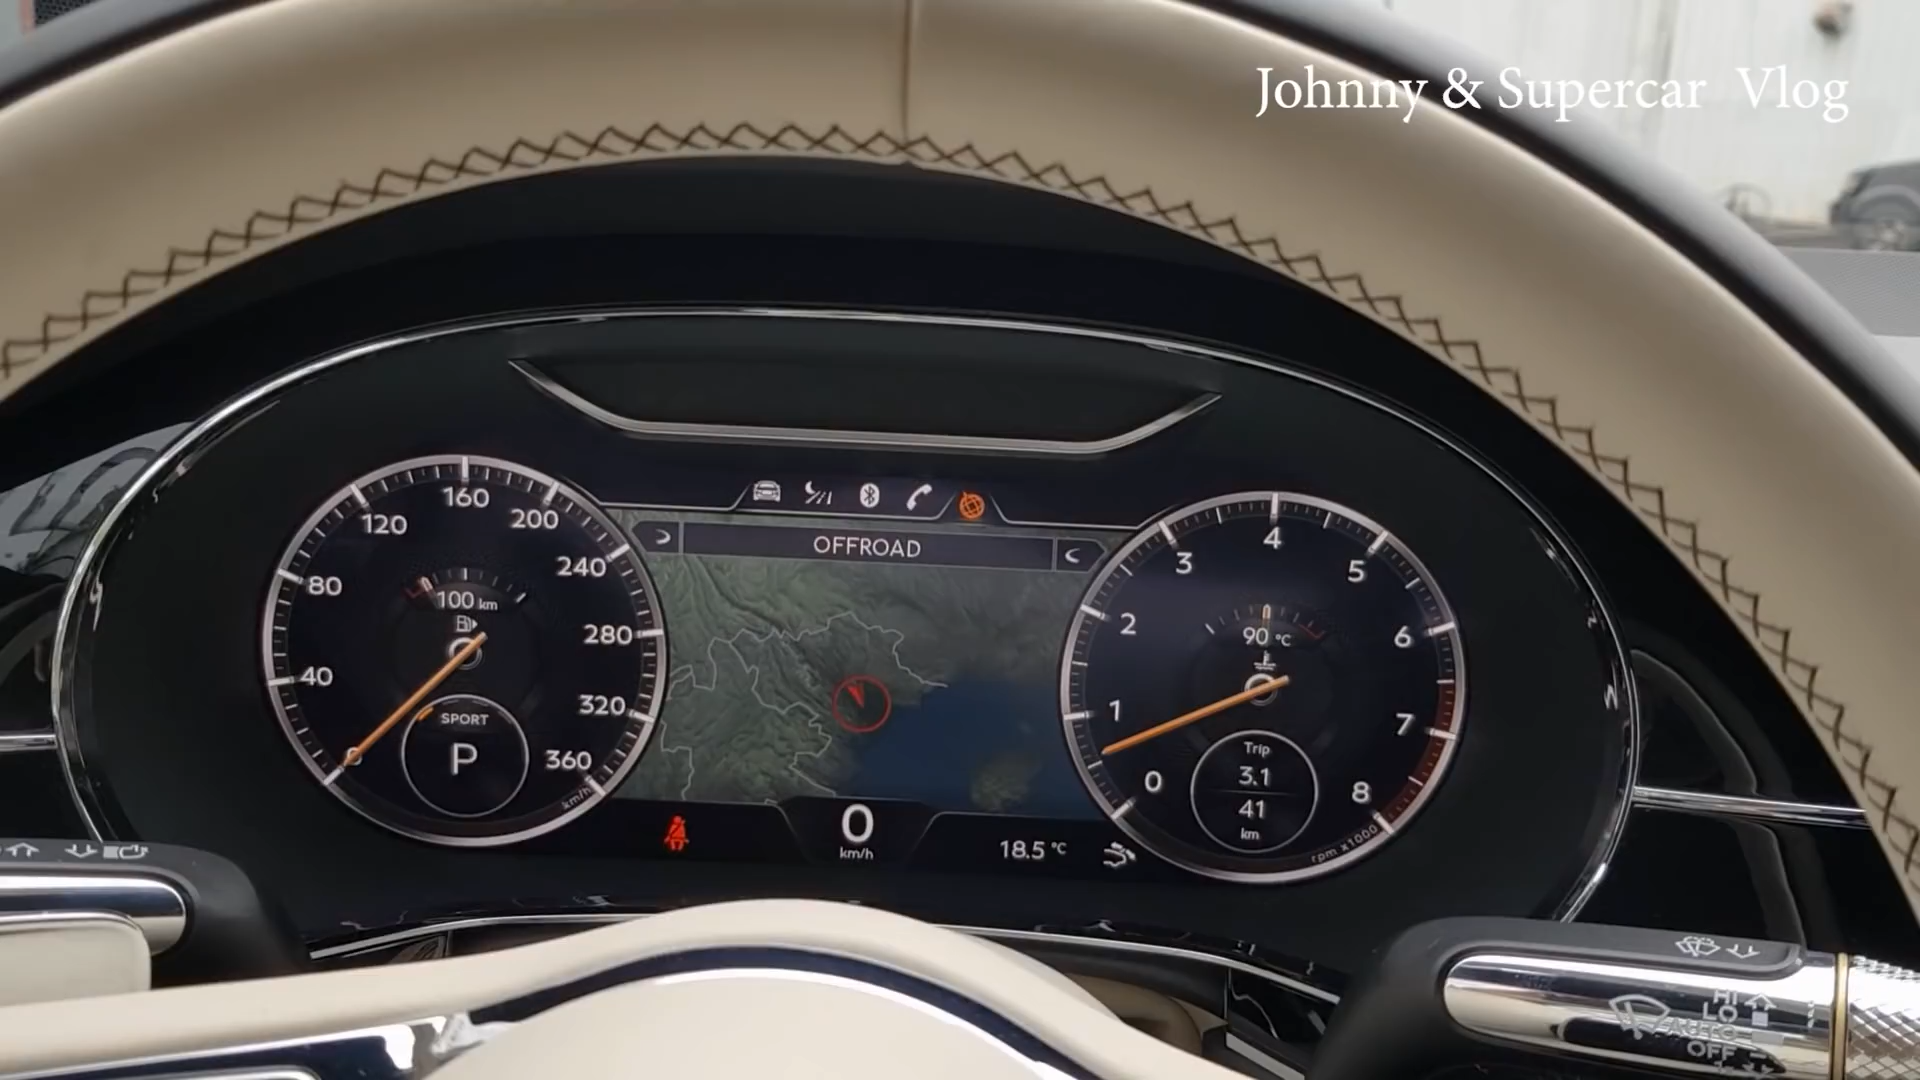 Johnny & Supercar Vlog
0
40
80
120
160
200
240
280
320
360
km/h
100 km
SPORT
P
OFFROAD
0
km/h
18.5 °C
0
1
2
3
4
5
6
7
8
rpm x1000
90 °C
Trip
3.1
41
km
HI
LO
AUTO
OFF